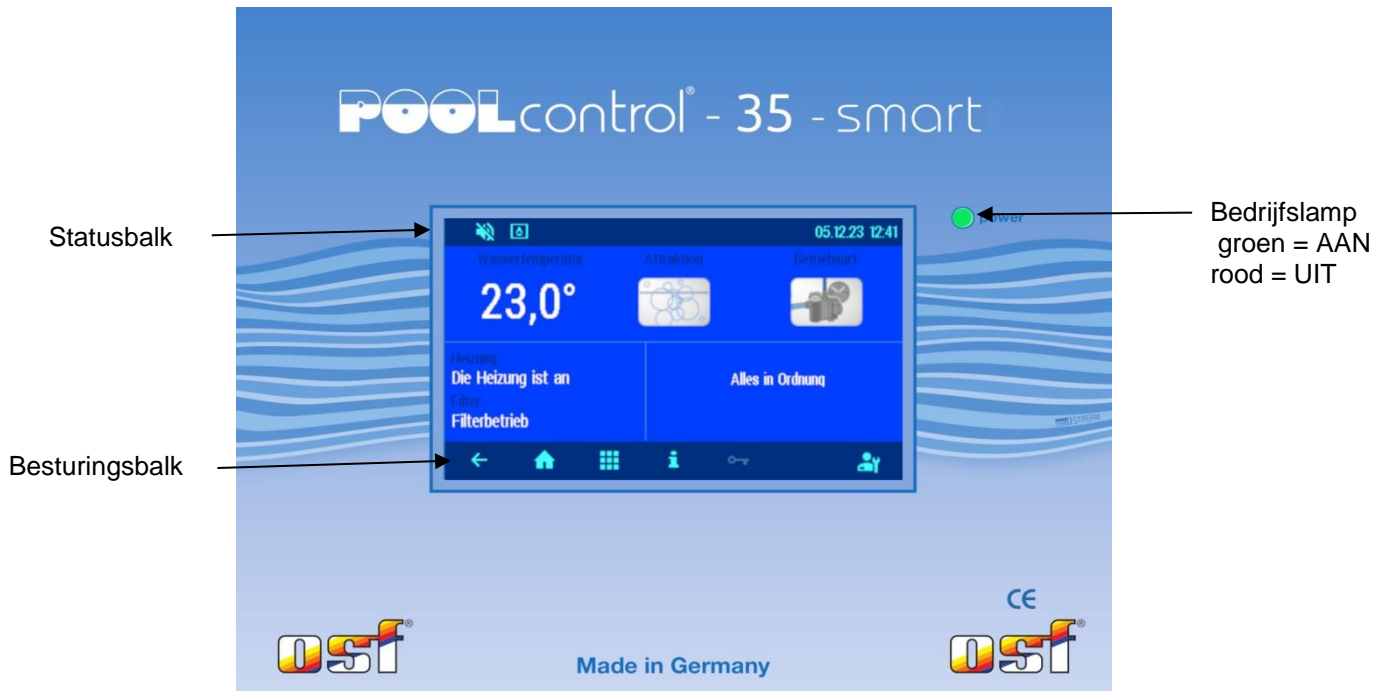 POOLcontrol® - 35 - smart
Statusbalk
Bedrijfslamp
groen = AAN
rood = UIT
power
05.12.23 12:41
Wassertemperatur
Attraktion
Betriebsart
23,0°
Heizung:
Die Heizung ist an
Alles in Ordnung
Filter:
Filterbetrieb
Besturingsbalk
CE
osf®
Made in Germany
osf®